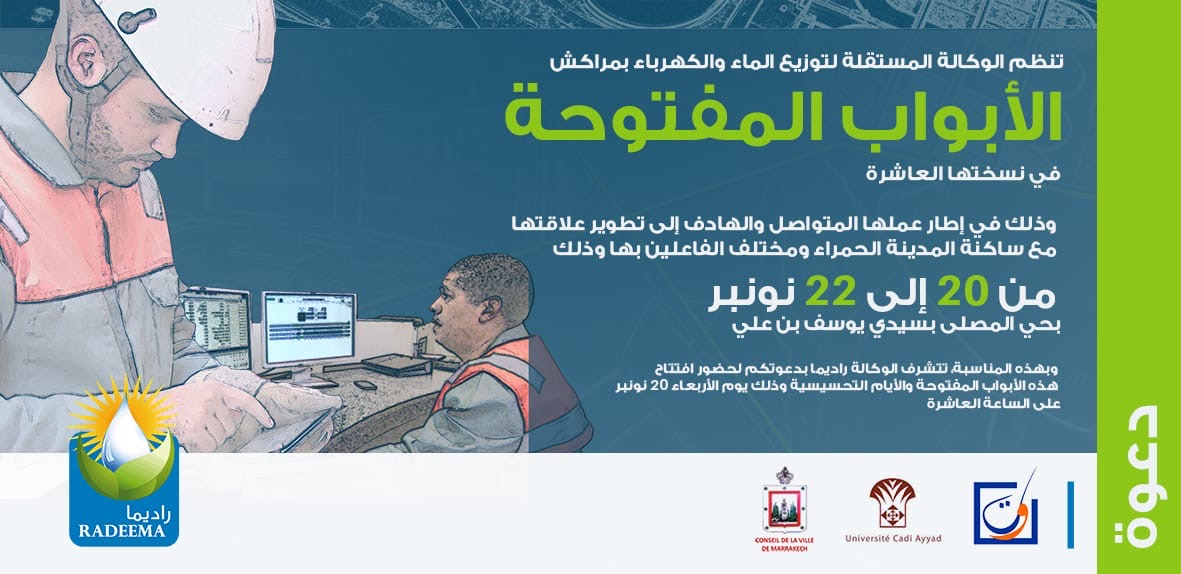 تنظم الوكالة المستقلة لتوزيع الماء والكهرباء بمراكش
الأبواب المفتوحة
في نسختها العاشرة
وذلك في إطار عملها المتواصل والهادف إلى تطوير علاقتها
مع ساكنة المدينة الحمراء ومختلف الفاعلين بها وذلك
من 20 إلى 22 نونبر
بحي المصلى بسيدي يوسف بن علي
وبهذه المناسبة، تتشرف الوكالة راديما بدعوتكم لحضور افتتاح
هذه الأبواب المفتوحة والأيام التحسيسية وذلك يوم الأربعاء 20 نونبر
على الساعة العاشرة
دعوة
راديما
RADEEMA
CONSEIL DE LA VILLE
DE MARRAKECH
Université Cadi Ayyad